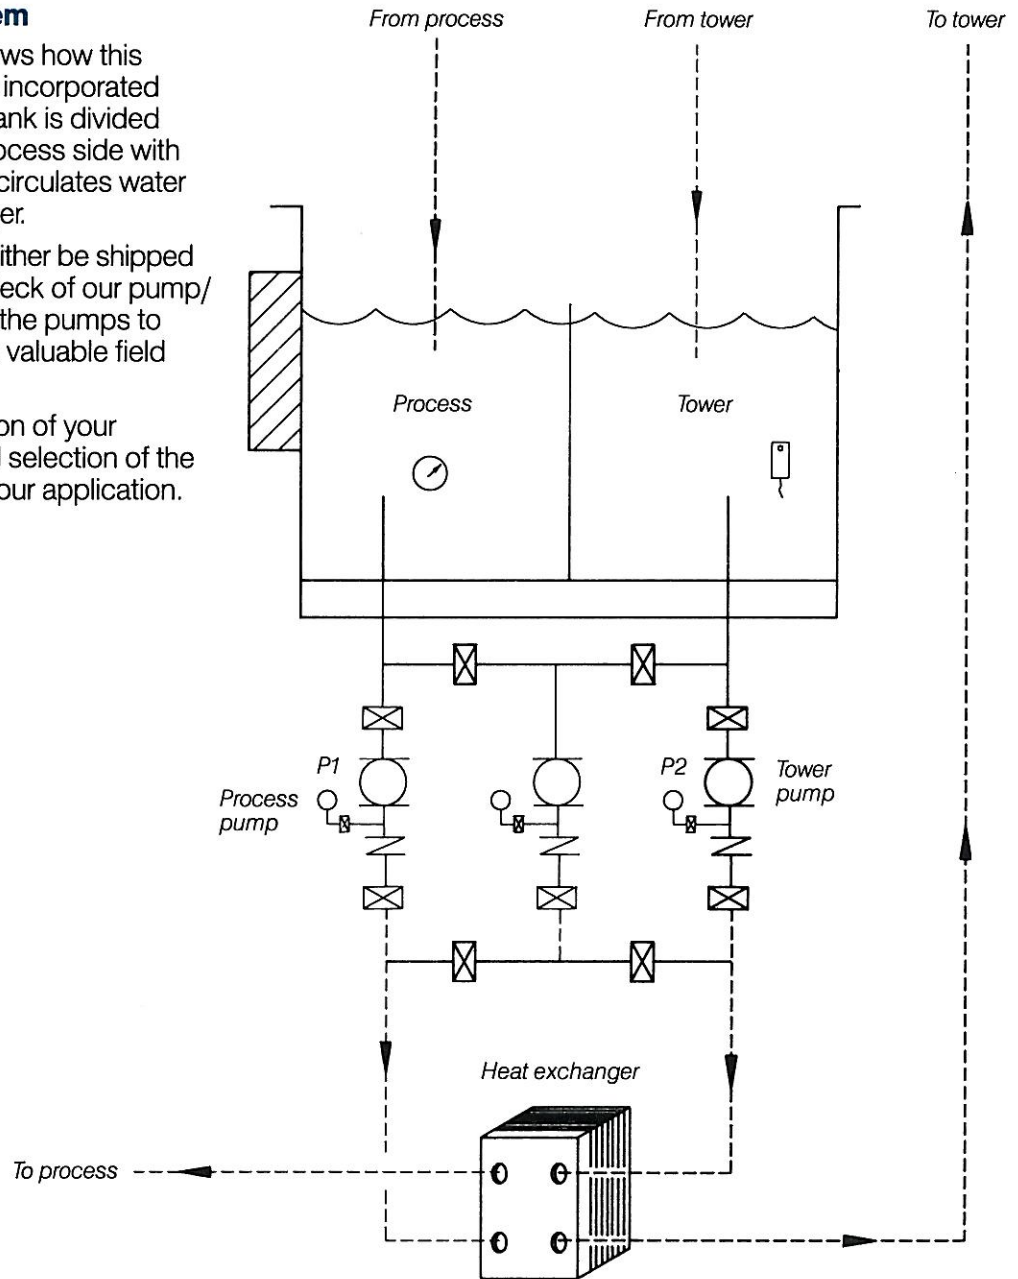 em
ws how this
incorporated
ank is divided
ocess side with
circulates water
er.
ither be shipped
eck of our pump/
the pumps to
valuable field
on of your
selection of the
our application.
From process
From tower
To tower
Process
Tower
P1
Process
pump
P2
Tower
pump
Heat exchanger
To process